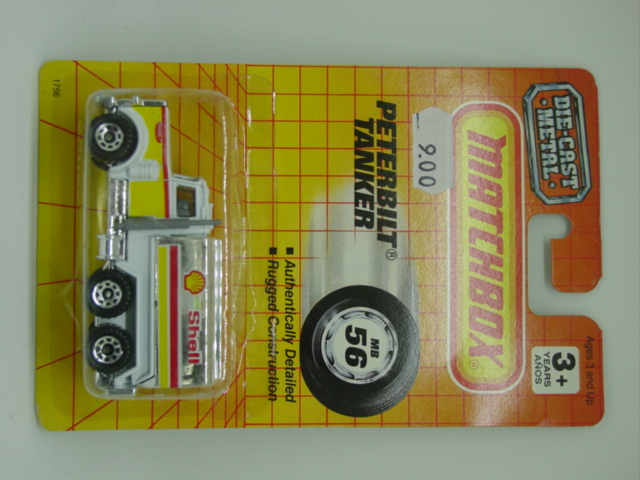 Ages 3 and Up
3+
YEARS
AÑOS
DIE-CAST
METAL
MATCHBOX®
9.00
PETERBILT®
TANKER
MB
56
■ Authentically Detailed
■ Rugged Construction
Shell
1756